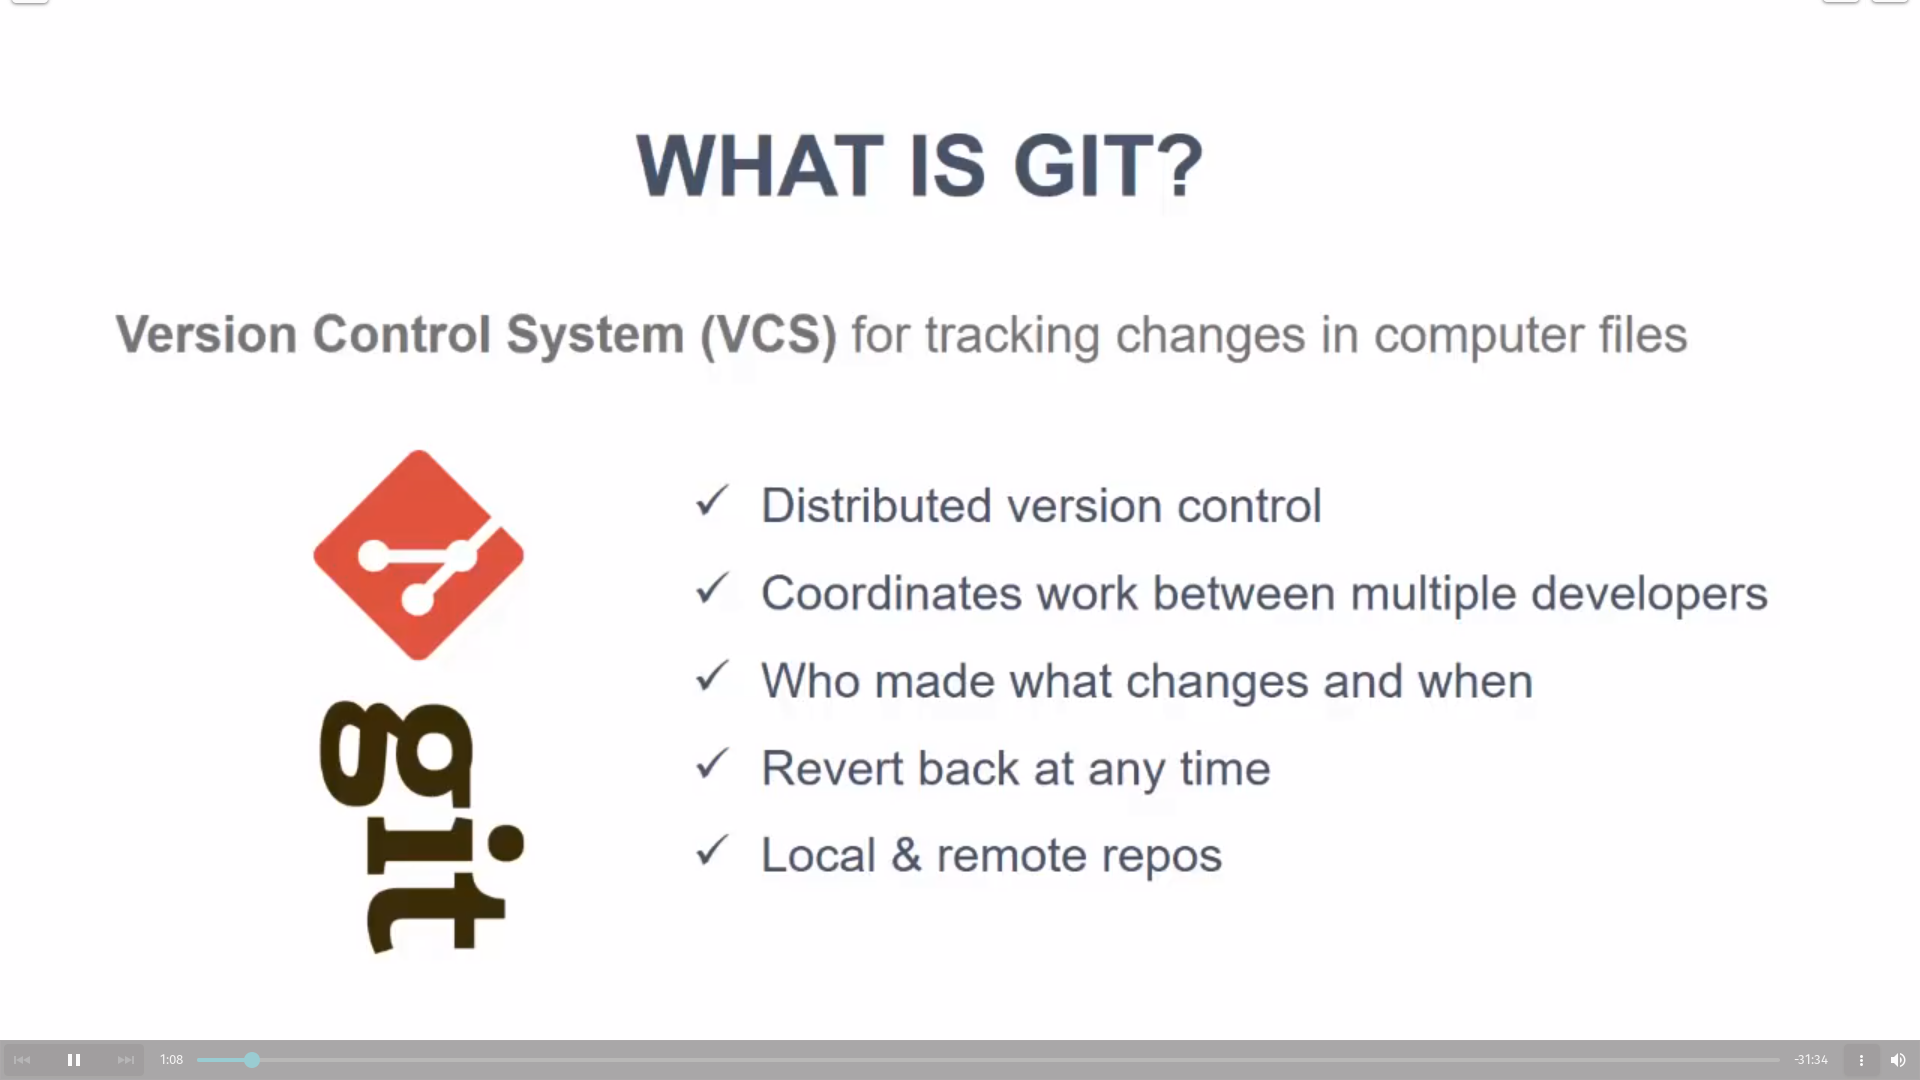 WHAT IS GIT?
Version Control System (VCS) for tracking changes in computer files
git
✓ Distributed version control
✓ Coordinates work between multiple developers
✓ Who made what changes and when
✓ Revert back at any time
✓ Local & remote repos
1:08
-31:34